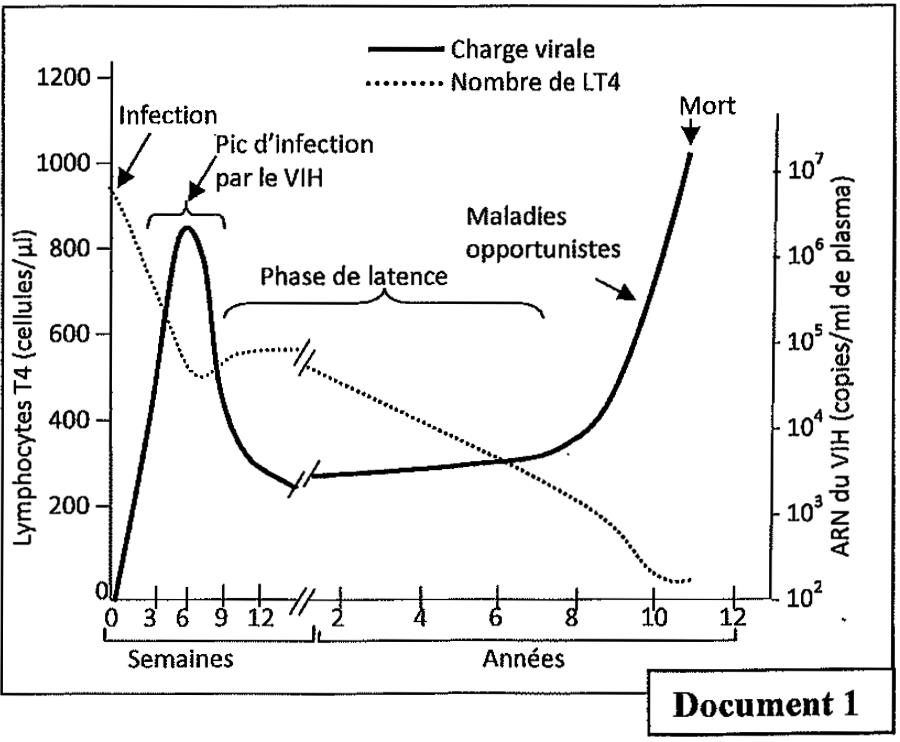 Charge virale
Nombre de LT4
1200
1000
800
600
400
200
0
Lymphocytes T4 (cellules/µl)
Infection
Pic d’infection
par le VIH
Phase de latence
Maladies
opportunistes
Mort
10⁷
10⁶
10⁵
10⁴
10³
10²
ARN du VIH (copies/ml de plasma)
0 3 6 9 12 2 4 6 8 10 12
Semaines Années
Document 1